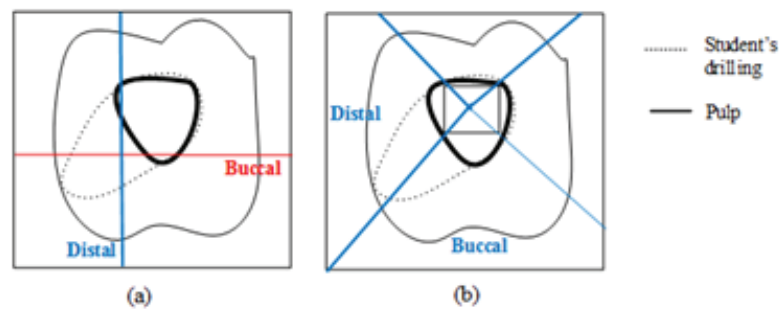 Buccal
Distal
(a)
Distal
Buccal
(b)
Student's
drilling
Pulp